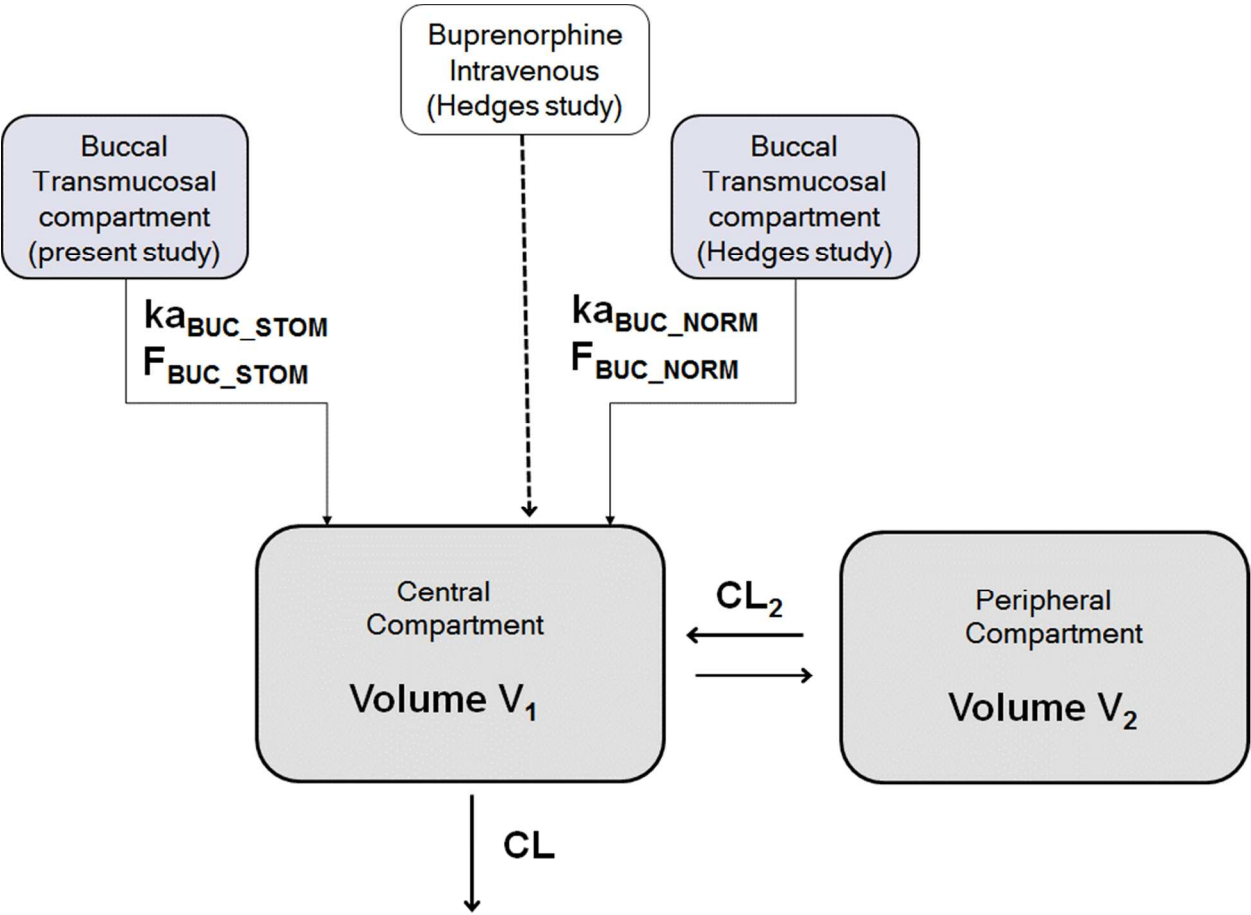 Buprenorphine
Intravenous
(Hedges study)
Buccal
Transmucosal
compartment
(present study)
Buccal
Transmucosal
compartment
(Hedges study)
ka_BUC_STOM
F_BUC_STOM
ka_BUC_NORM
F_BUC_NORM
Central
Compartment
Volume V₁
CL₂
Peripheral
Compartment
Volume V₂
CL